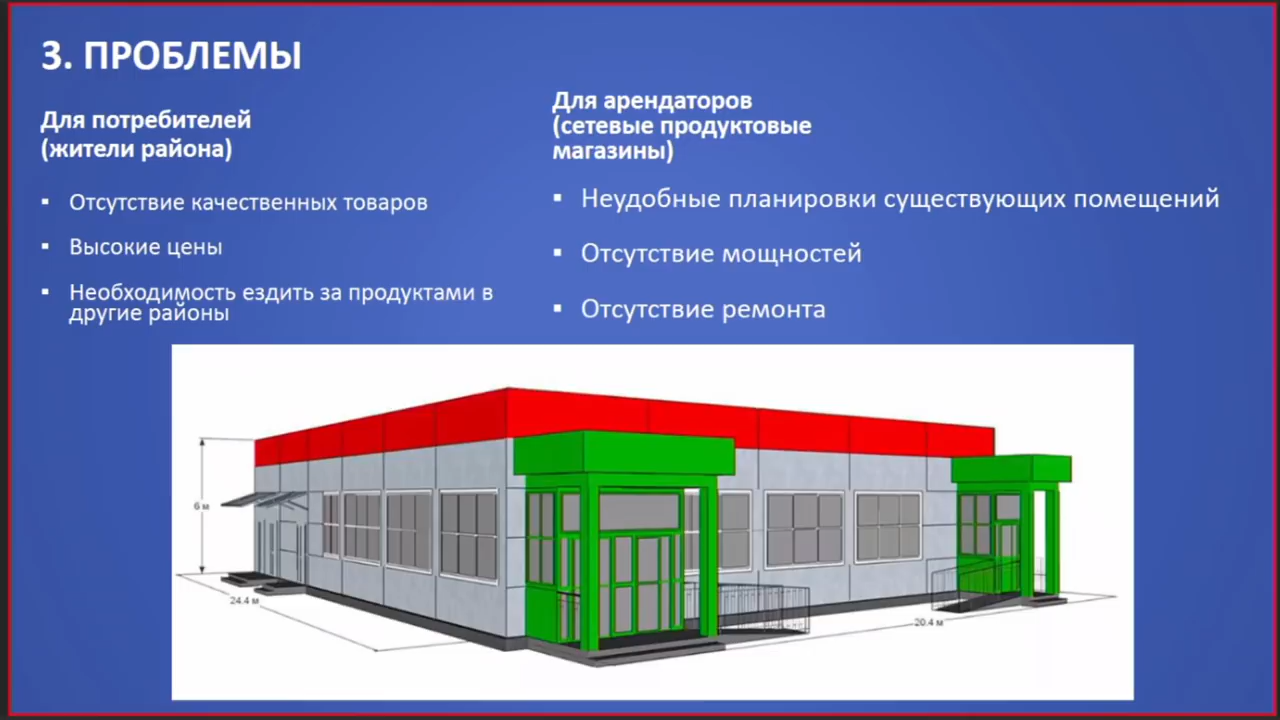 3. ПРОБЛЕМЫ
Для потребителей
(жители района)
▪ Отсутствие качественных товаров
▪ Высокие цены
▪ Необходимость ездить за продуктами в
другие районы
Для арендаторов
(сетевые продуктовые
магазины)
▪ Неудобные планировки существующих помещений
▪ Отсутствие мощностей
▪ Отсутствие ремонта
6 м
24.4 м
20.4 м